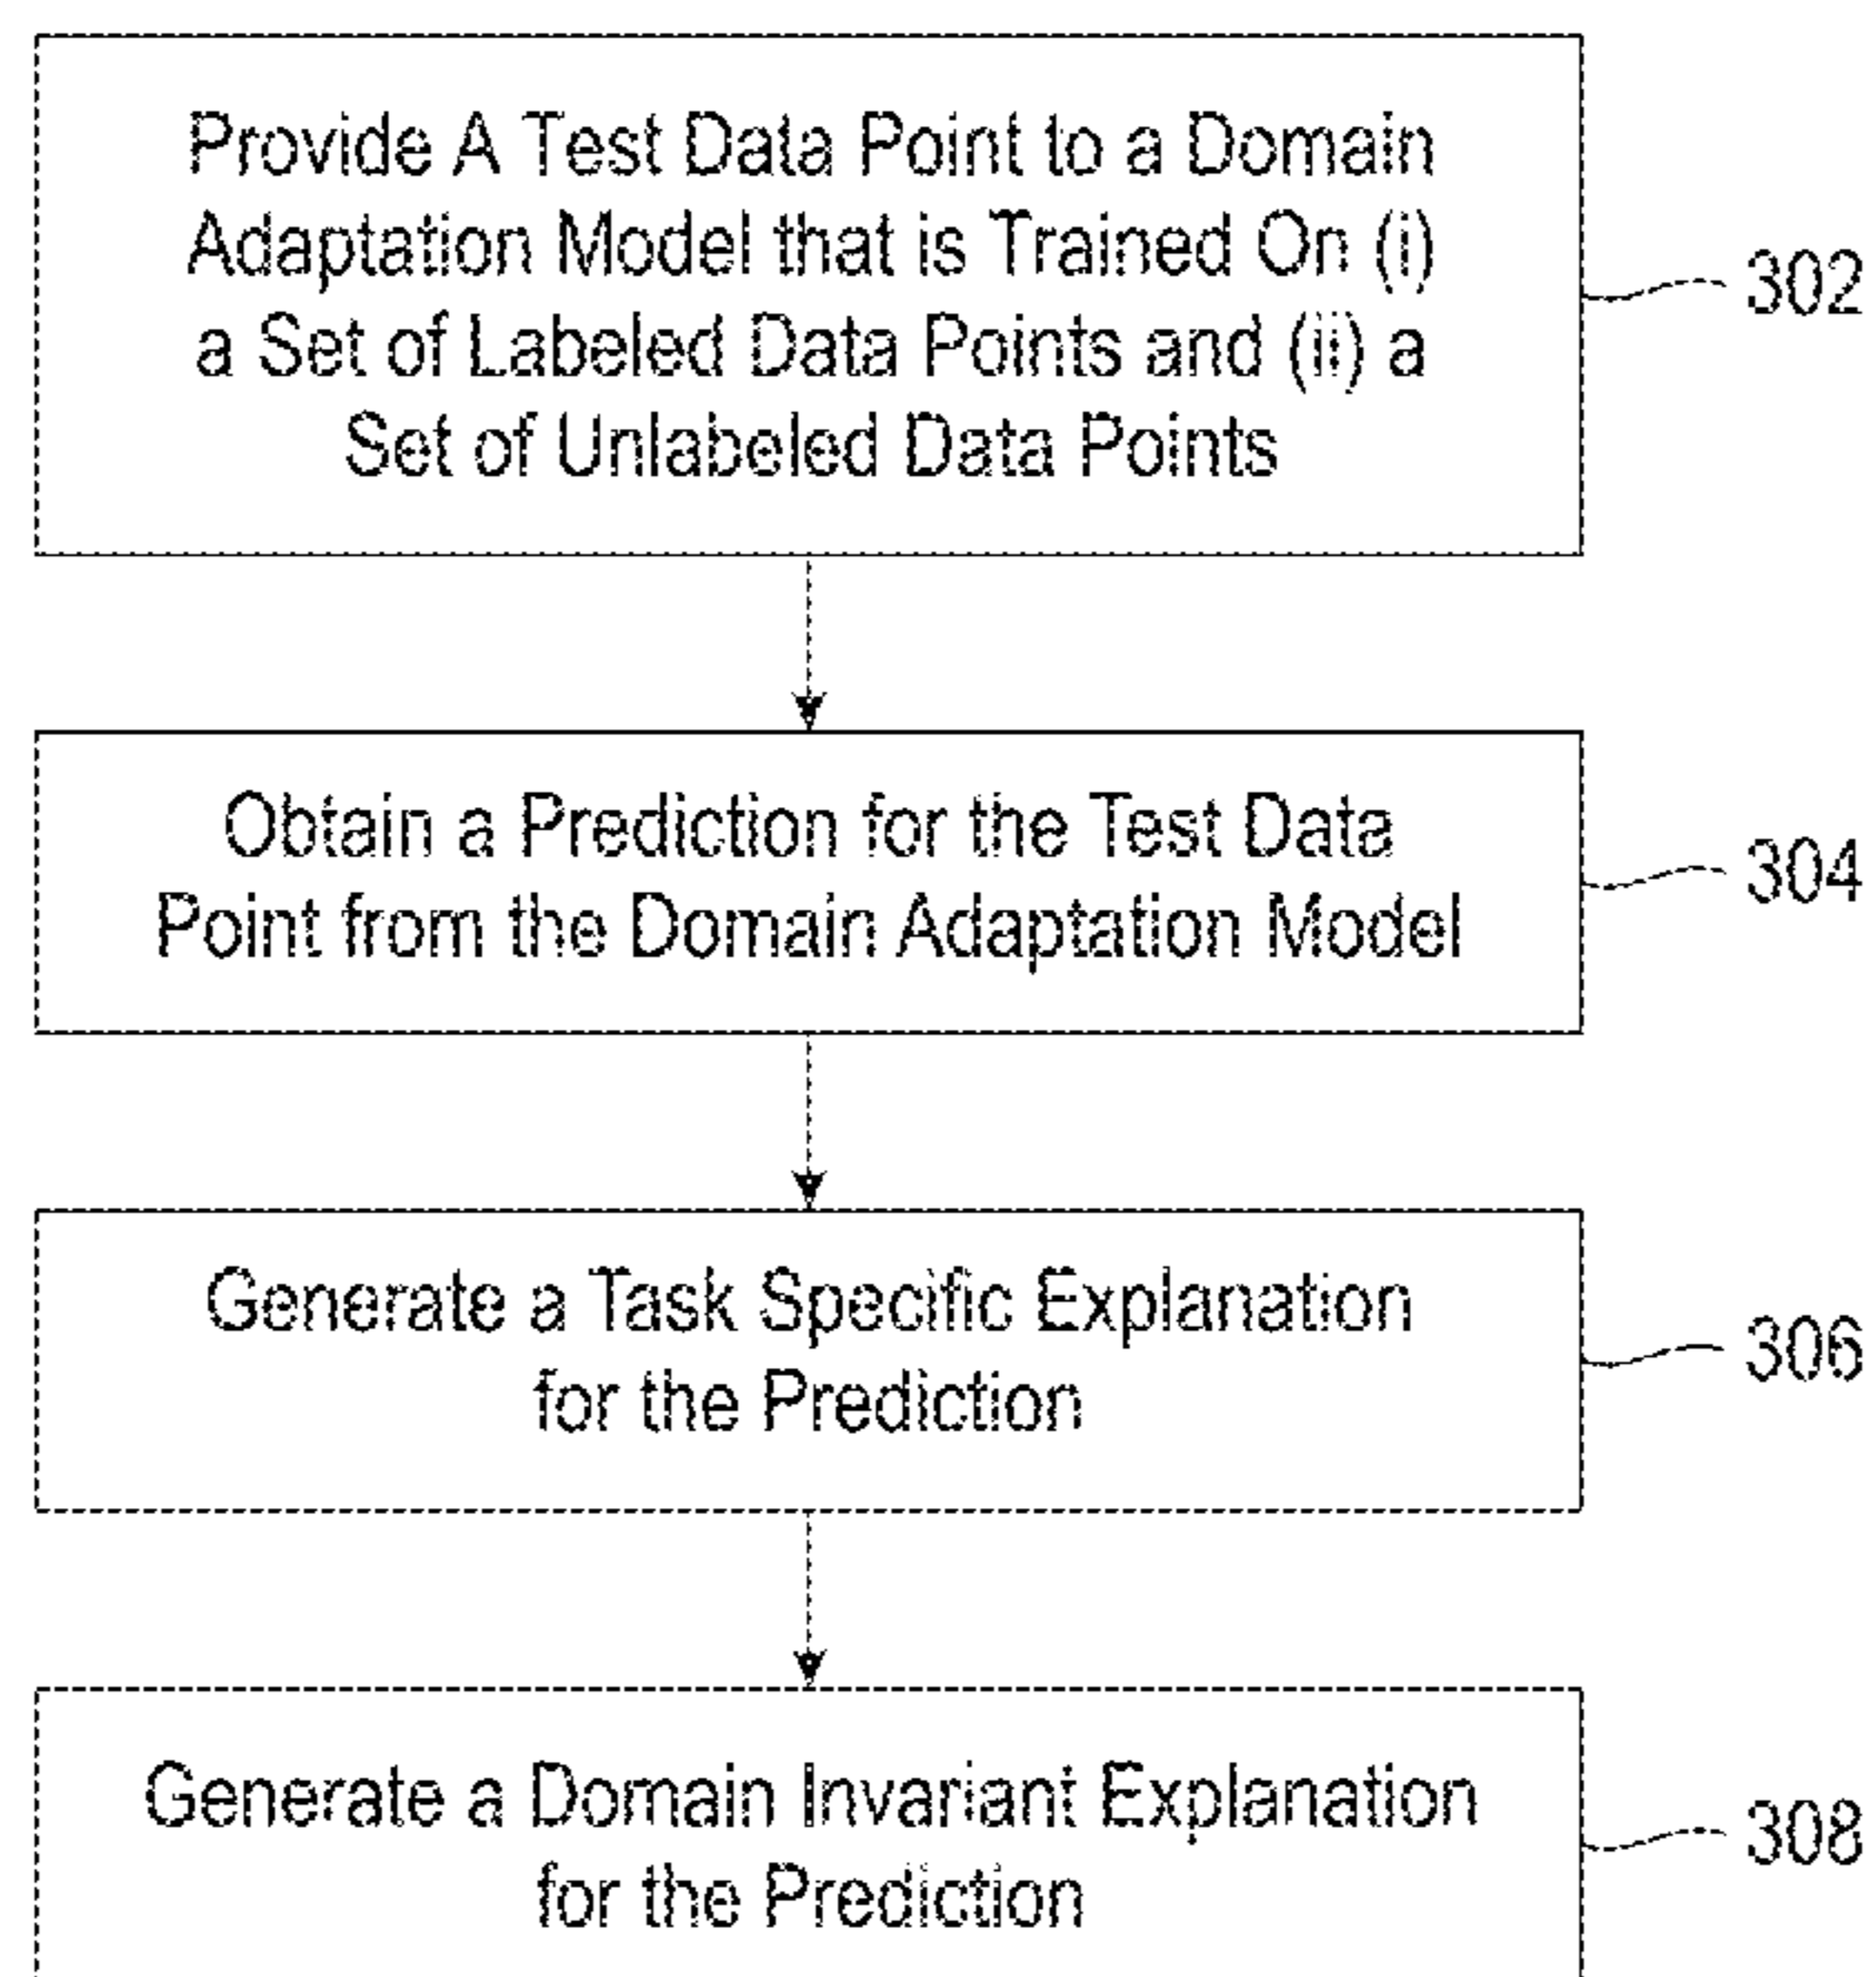 Provide A Test Data Point to a Domain
Adaptation Model that is Trained On (i)
a Set of Labeled Data Points and (ii) a
Set of Unlabeled Data Points
302
Obtain a Prediction for the Test Data
Point from the Domain Adaptation Model
304
Generate a Task Specific Explanation
for the Prediction
306
Generate a Domain Invariant Explanation
for the Prediction
308